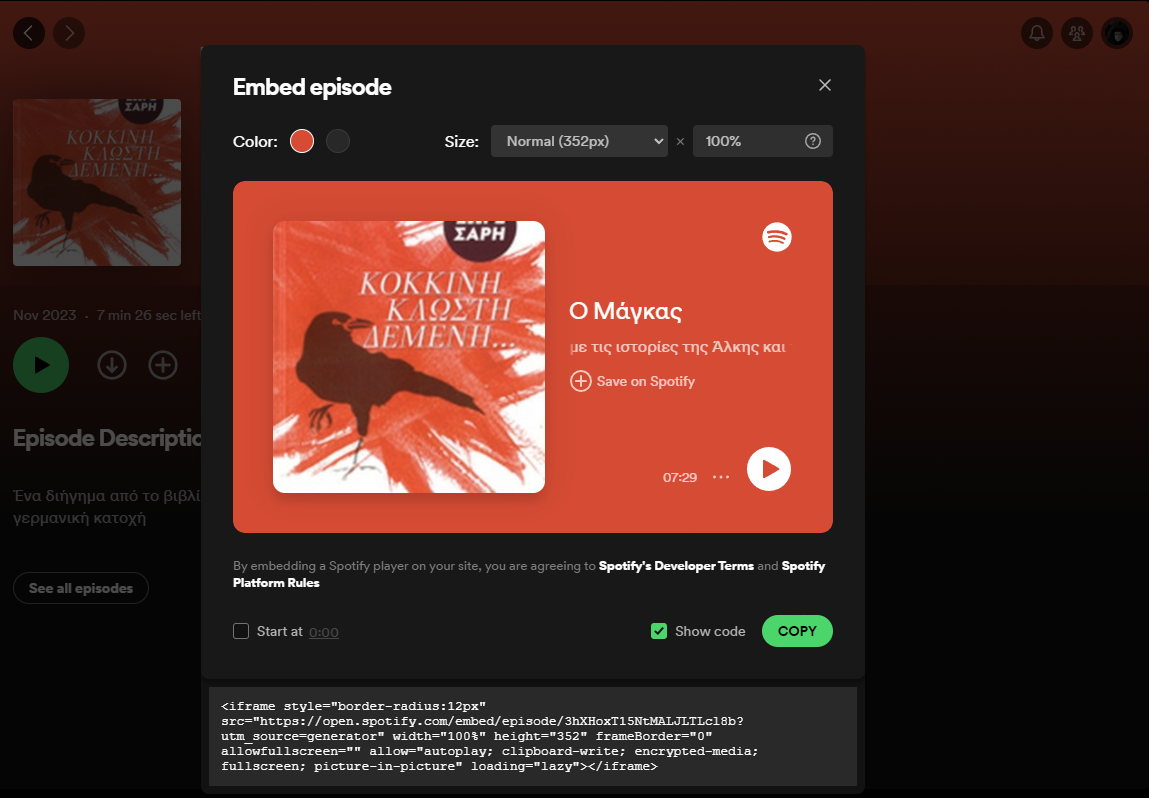 Embed episode
Color:
Size:
Normal (352px)
×
100%
ΣΑΡΗ
ΚΟΚΚΙΝΗ
ΚΛΩΣΤΗ
ΔΕΜΕΝΗ...
Nov 2023 · 7 min 26 sec left
Episode Descriptio
Ένα διήγημα από το βιβλί
γερμανική κατοχή
See all episodes
ΣΑΡΗ
ΚΟΚΚΙΝΗ
ΚΛΩΣΤΗ
ΔΕΜΕΝΗ...
Ο Μάγκας
με τις ιστορίες της Άλκης και
Save on Spotify
07:29
By embedding a Spotify player on your site, you are agreeing to Spotify's Developer Terms and Spotify
Platform Rules
Start at 0:00
Show code
COPY
<iframe style="border-radius:12px"
src="https://open.spotify.com/embed/episode/3hXHoxT15NtMALJLTLcl8b?
utm_source=generator" width="100%" height="352" frameBorder="0"
allowfullscreen="" allow="autoplay; clipboard-write; encrypted-media;
fullscreen; picture-in-picture" loading="lazy"></iframe>